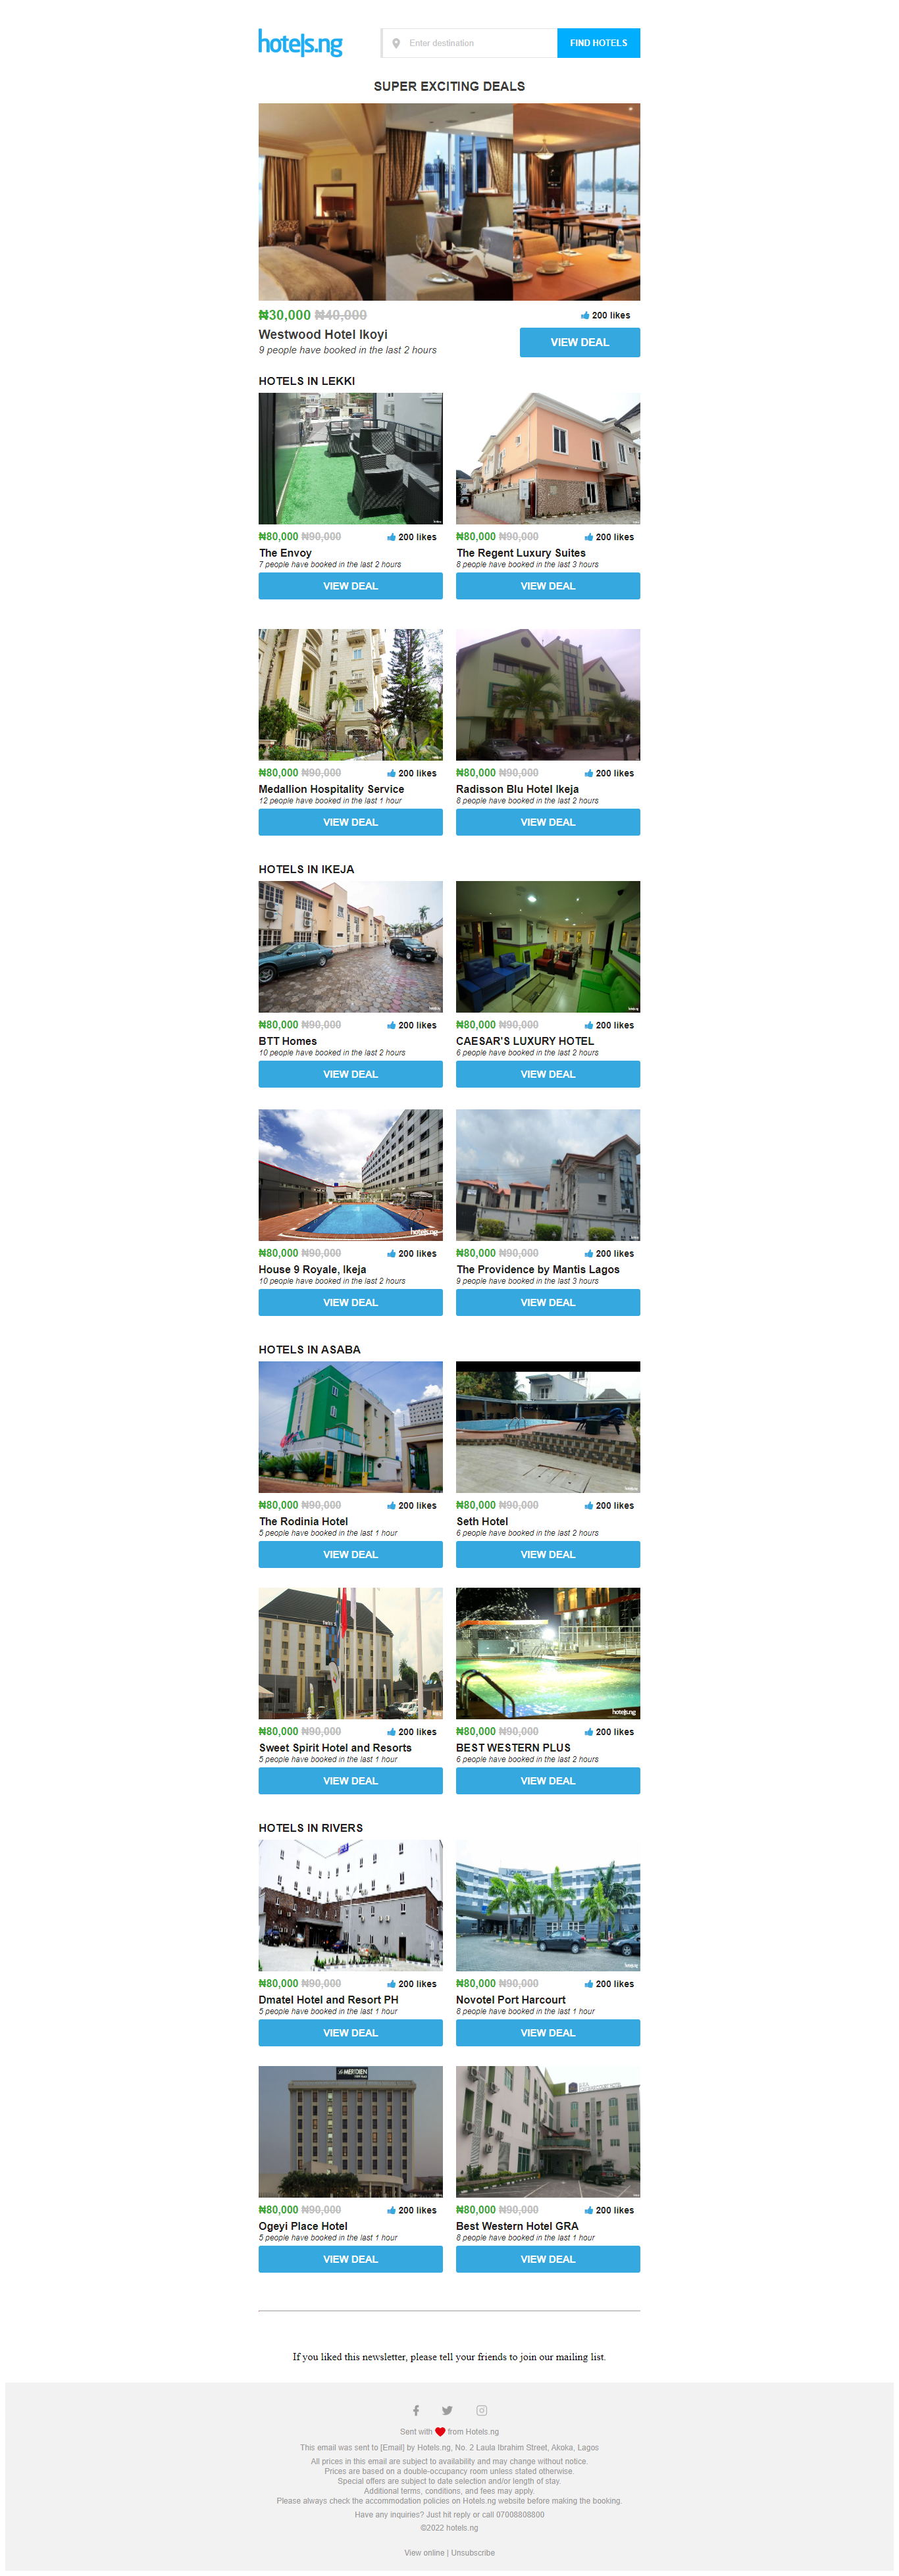 hotels.ng
Enter destination
FIND HOTELS
SUPER EXCITING DEALS
₦30,000 ₦40,000
200 likes
Westwood Hotel Ikoyi
9 people have booked in the last 2 hours
VIEW DEAL
HOTELS IN LEKKI
₦80,000 ₦90,000
200 likes
The Envoy
7 people have booked in the last 2 hours
VIEW DEAL
₦80,000 ₦90,000
200 likes
The Regent Luxury Suites
8 people have booked in the last 3 hours
VIEW DEAL
₦80,000 ₦90,000
200 likes
Medallion Hospitality Service
12 people have booked in the last 1 hour
VIEW DEAL
₦80,000 ₦90,000
200 likes
Radisson Blu Hotel Ikeja
8 people have booked in the last 2 hours
VIEW DEAL
HOTELS IN IKEJA
₦80,000 ₦90,000
200 likes
BTT Homes
10 people have booked in the last 2 hours
VIEW DEAL
₦80,000 ₦90,000
200 likes
CAESAR'S LUXURY HOTEL
6 people have booked in the last 2 hours
VIEW DEAL
hotels.ng
₦80,000 ₦90,000
200 likes
House 9 Royale, Ikeja
10 people have booked in the last 2 hours
VIEW DEAL
₦80,000 ₦90,000
200 likes
The Providence by Mantis Lagos
9 people have booked in the last 3 hours
VIEW DEAL
HOTELS IN ASABA
₦80,000 ₦90,000
200 likes
The Rodinia Hotel
5 people have booked in the last 1 hour
VIEW DEAL
₦80,000 ₦90,000
200 likes
Seth Hotel
6 people have booked in the last 2 hours
VIEW DEAL
₦80,000 ₦90,000
200 likes
Sweet Spirit Hotel and Resorts
5 people have booked in the last 1 hour
VIEW DEAL
hotels.ng
₦80,000 ₦90,000
200 likes
BEST WESTERN PLUS
6 people have booked in the last 2 hours
VIEW DEAL
HOTELS IN RIVERS
₦80,000 ₦90,000
200 likes
Dmatel Hotel and Resort PH
5 people have booked in the last 1 hour
VIEW DEAL
NOVOTEL
₦80,000 ₦90,000
200 likes
Novotel Port Harcourt
8 people have booked in the last 1 hour
VIEW DEAL
MERIDIEN
₦80,000 ₦90,000
200 likes
Ogeyi Place Hotel
5 people have booked in the last 1 hour
VIEW DEAL
₦80,000 ₦90,000
200 likes
Best Western Hotel GRA
8 people have booked in the last 1 hour
VIEW DEAL
If you liked this newsletter, please tell your friends to join our mailing list.
Sent with ❤ from Hotels.ng
This email was sent to [Email] by Hotels.ng, No. 2 Laula Ibrahim Street, Akoka, Lagos
All prices in this email are subject to availability and may change without notice.
Prices are based on a double-occupancy room unless stated otherwise.
Special offers are subject to date selection and/or length of stay.
Additional terms, conditions, and fees may apply.
Please always check the accommodation policies on Hotels.ng website before making the booking.
Have any inquiries? Just hit reply or call 07008808800
©2022 hotels.ng
View online | Unsubscribe